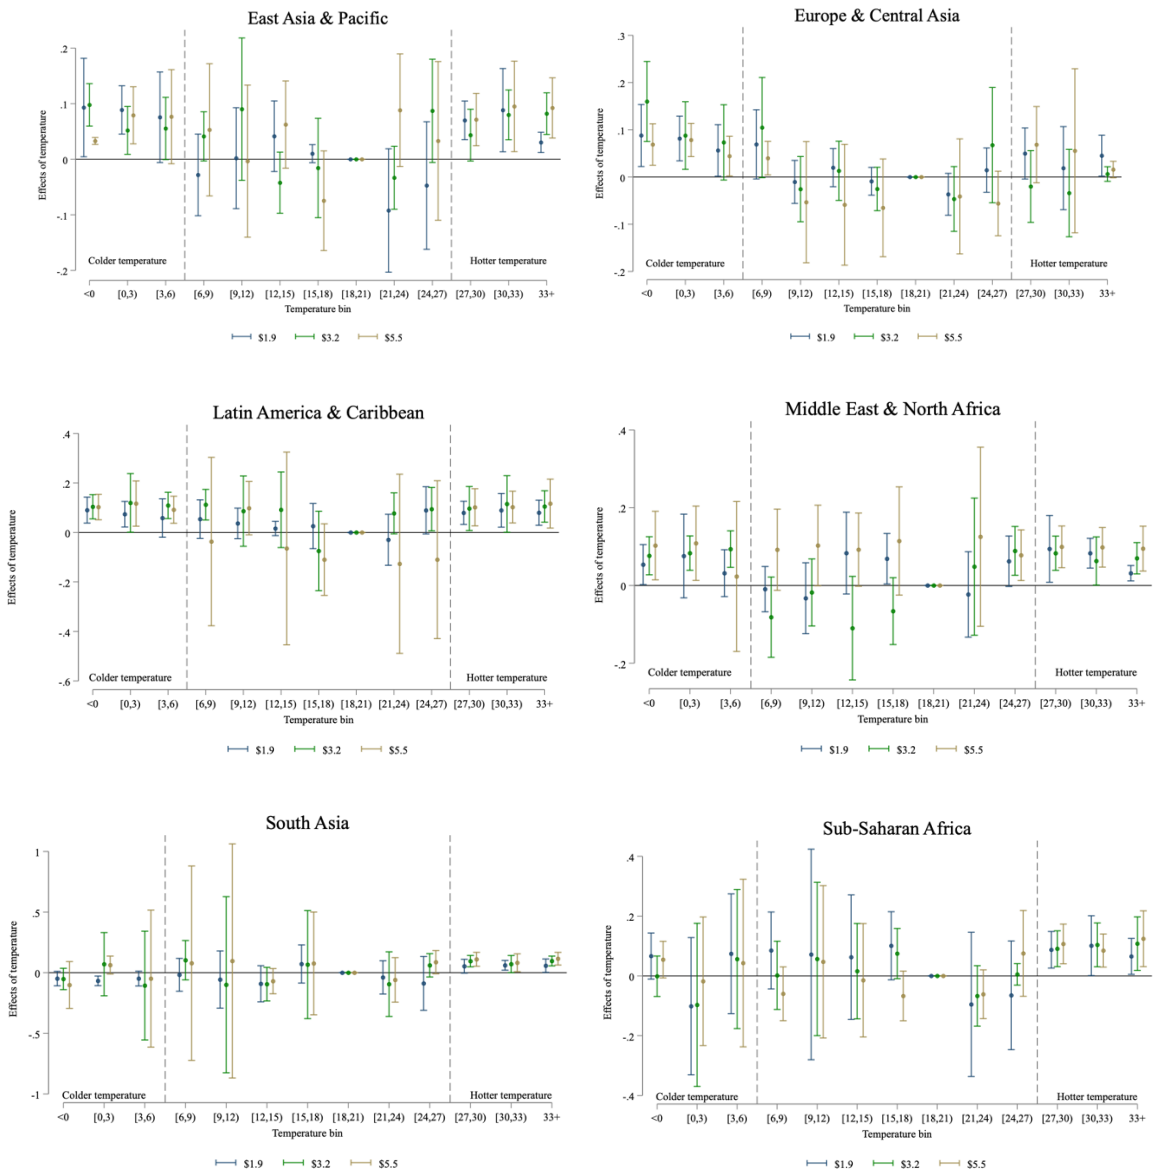 East Asia & Pacific
Effects of temperature
.2
.1
0
-.1
-.2
Colder temperature
Hotter temperature
<0 [0,3) [3,6) [6,9) [9,12) [12,15) [15,18) [18,21) [21,24) [24,27) [27,30) [30,33) 33+
Temperature bin
$1.9 $3.2 $5.5
Europe & Central Asia
Effects of temperature
.3
.2
.1
0
-.1
-.2
Colder temperature
Hotter temperature
<0 [0,3) [3,6) [6,9) [9,12) [12,15) [15,18) [18,21) [21,24) [24,27) [27,30) [30,33) 33+
Temperature bin
$1.9 $3.2 $5.5
Latin America & Caribbean
Effects of temperature
.4
.2
0
-.2
-.4
-.6
Colder temperature
Hotter temperature
<0 [0,3) [3,6) [6,9) [9,12) [12,15) [15,18) [18,21) [21,24) [24,27) [27,30) [30,33) 33+
Temperature bin
$1.9 $3.2 $5.5
Middle East & North Africa
Effects of temperature
.4
.2
0
-.2
Colder temperature
Hotter temperature
<0 [0,3) [3,6) [6,9) [9,12) [12,15) [15,18) [18,21) [21,24) [24,27) [27,30) [30,33) 33+
Temperature bin
$1.9 $3.2 $5.5
South Asia
Effects of temperature
1
.5
0
-.5
-1
Colder temperature
Hotter temperature
<0 [0,3) [3,6) [6,9) [9,12) [12,15) [15,18) [18,21) [21,24) [24,27) [27,30) [30,33) 33+
Temperature bin
$1.9 $3.2 $5.5
Sub-Saharan Africa
Effects of temperature
.4
.2
0
-.2
-.4
Colder temperature
Hotter temperature
<0 [0,3) [3,6) [6,9) [9,12) [12,15) [15,18) [18,21) [21,24) [24,27) [27,30) [30,33) 33+
Temperature bin
$1.9 $3.2 $5.5